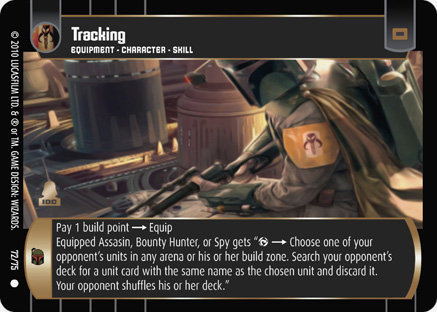 Tracking
EQUIPMENT - CHARACTER - SKILL
IDC
Pay 1 build point → Equip
Equipped Assasin, Bounty Hunter, or Spy gets “ → Choose one of your
opponent's units in any arena or his or her build zone. Search your opponent's
deck for a unit card with the same name as the chosen unit and discard it.
Your opponent shuffles his or her deck.”
© 2010 LUCASFILM LTD. & ® or TM. GAME DESIGN: WIZARDS.
72/75